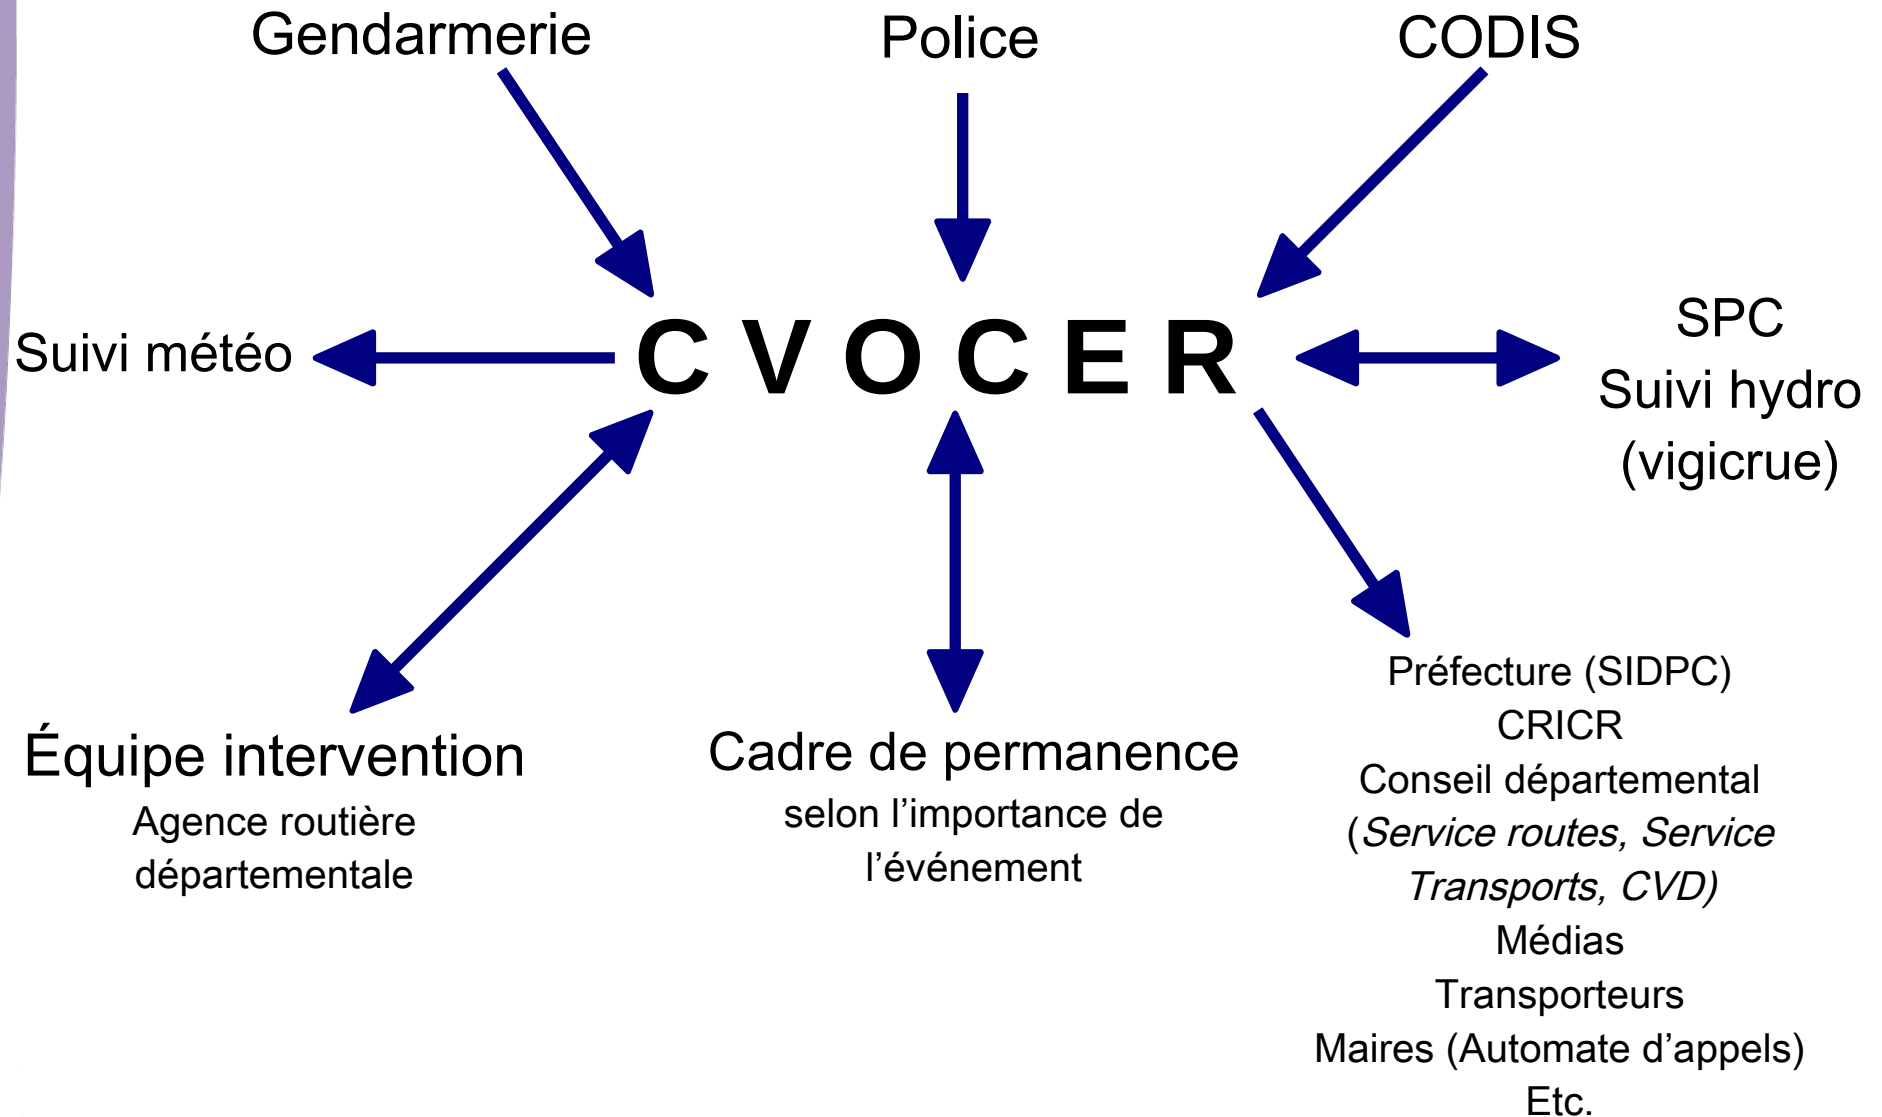 Gendarmerie
Police
CODIS
C V O C E R
Suivi météo
SPC
Suivi hydro
(vigicrue)
Équipe intervention
Agence routière
départementale
Cadre de permanence
selon l’importance de
l’événement
Préfecture (SIDPC)
CRICR
Conseil départemental
(Service routes, Service
Transports, CVD)
Médias
Transporteurs
Maires (Automate d’appels)
Etc.